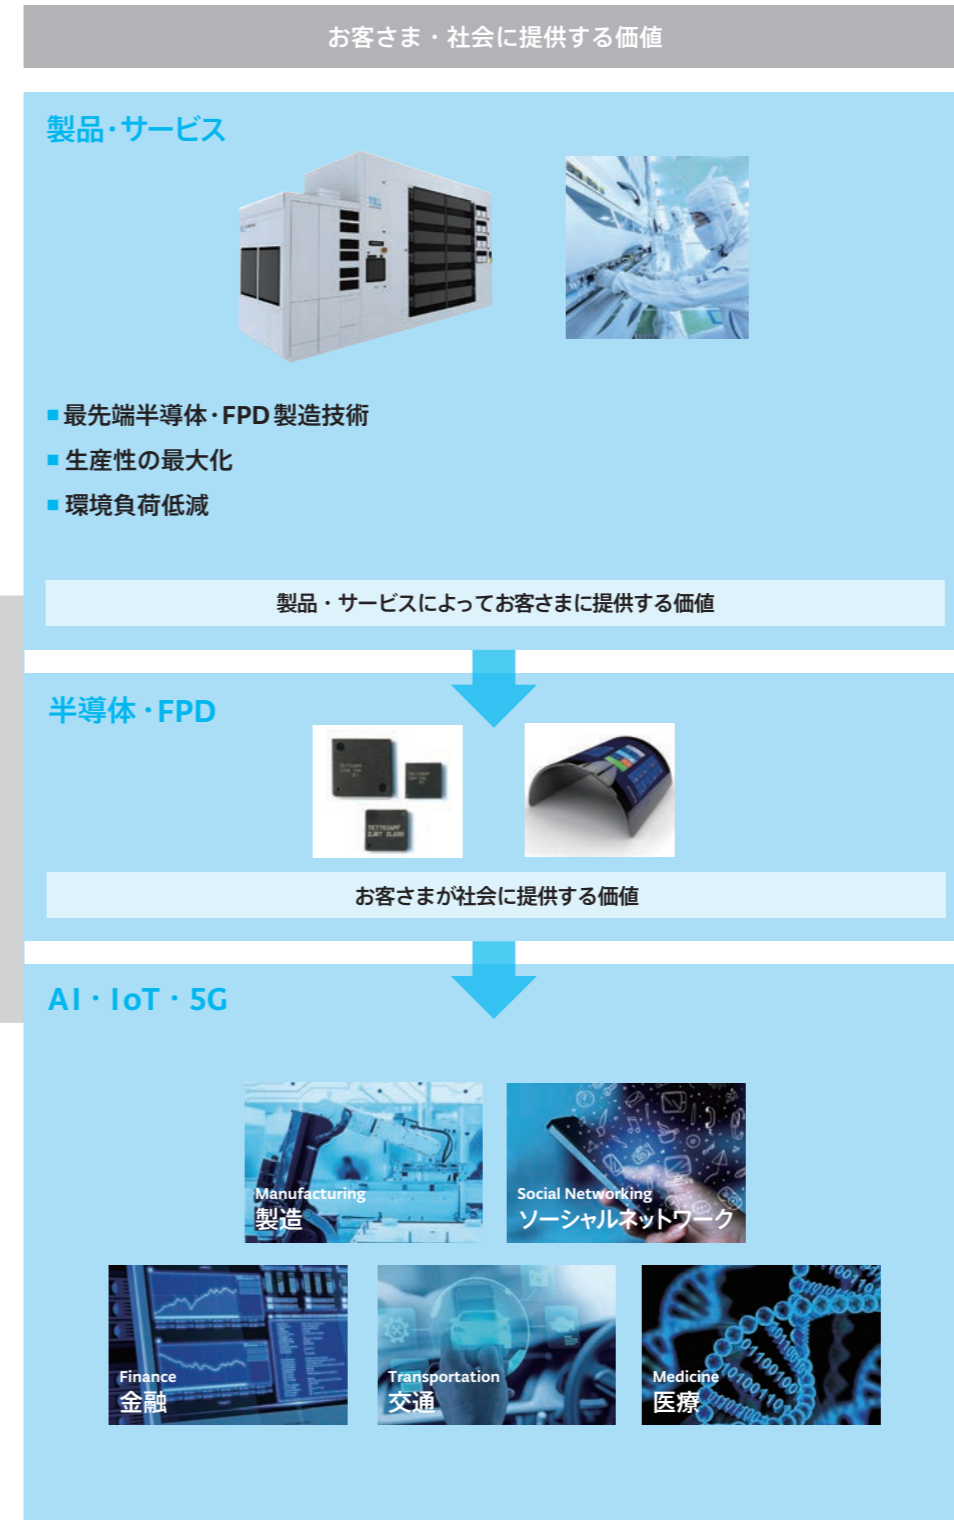 お客さま・社会に提供する価値
製品・サービス
TEL
■ 最先端半導体・FPD製造技術
■ 生産性の最大化
■ 環境負荷低減
製品・サービスによってお客さまに提供する価値
半導体・FPD
お客さまが社会に提供する価値
AI・IoT・5G
Manufacturing
製造
Social Networking
ソーシャルネットワーク
Finance
金融
Transportation
交通
Medicine
医療